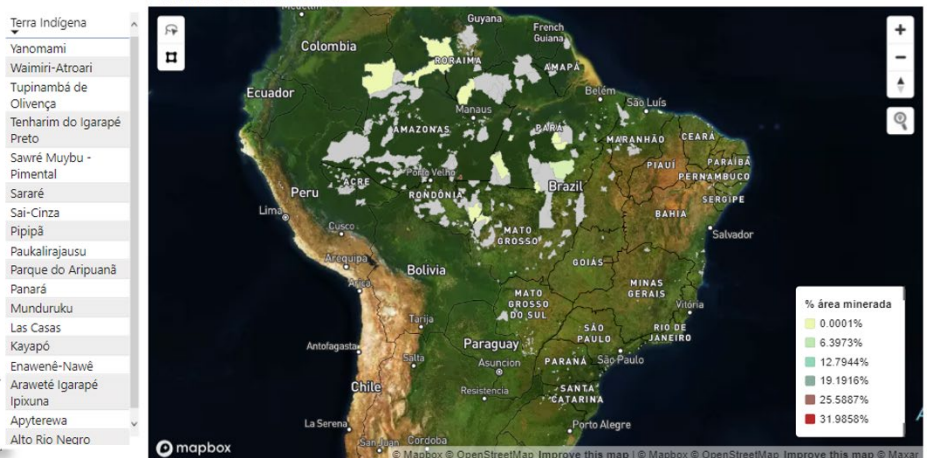 Terra Indígena
Yanomami
Waimiri-Atroari
Tupinambá de
Olivença
Tenharim do Igarapé
Preto
Sawré Muybu -
Pimental
Sararé
Sai-Cinza
Pipipã
Paukalirajausu
Parque do Aripuanã
Panará
Munduruku
Las Casas
Kayapó
Enawenê-Nawê
Araweté Igarapé
Ipixuna
Apyterewa
Alto Rio Negro
Medellín
Guyana
French
Guiana
Colombia
RORAIMA
AMAPÁ
Ecuador
Belém
São Luís
Manaus
AMAZONAS
PARÁ
MARANHÃO
CEARÁ
PIAUÍ
PARAÍBA
PERNAMBUCO
Porto Velho
ACRE
RONDÔNIA
Brazil
SERGIPE
Peru
BAHIA
Lima
Cusco
MATO
GROSSO
Salvador
Arequipa
GOIÁS
Bolivia
Arica
MINAS
GERAIS
MATO
GROSSO
DO SUL
Vitória
Tarija
SÃO
PAULO
RIO DE
JANEIRO
Antofagasta
Paraguay
Salta
Asunción
PARANÁ
São Paulo
Chile
Resistencia
SANTA
CATARINA
La Serena
Porto Alegre
San Juan
Córdoba
% área minerada
0.0001%
6.3973%
12.7944%
19.1916%
25.5887%
31.9858%
mapbox
© Mapbox © OpenStreetMap Improve this map | © Mapbox © OpenStreetMap Improve this map © Maxar